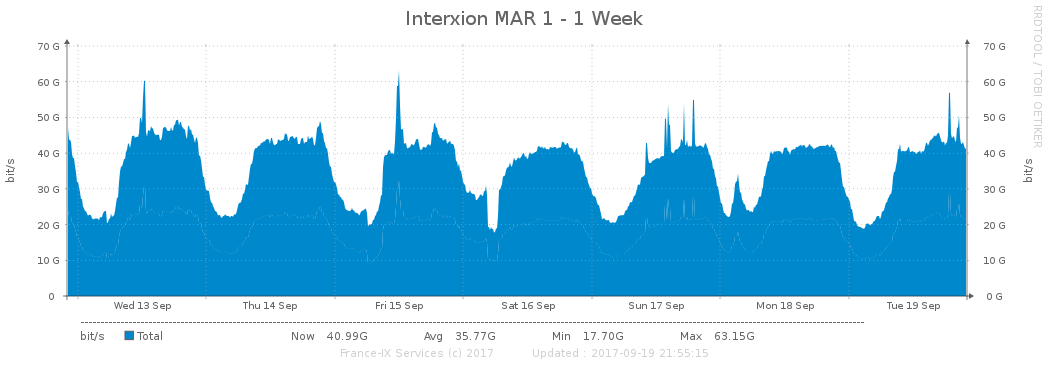 Interxion MAR 1 - 1 Week
RRDTOOL / TOBI OETIKER
bit/s
70 G 70 G
60 G 60 G
50 G 50 G
40 G 40 G
30 G 30 G
20 G 20 G
10 G 10 G
0 0 G
bit/s
Wed 13 Sep Thu 14 Sep Fri 15 Sep Sat 16 Sep Sun 17 Sep Mon 18 Sep Tue 19 Sep
bit/s Total Now 40.99G Avg 35.77G Min 17.70G Max 63.15G
France-IX Services (c) 2017 Updated : 2017-09-19 21:55:15